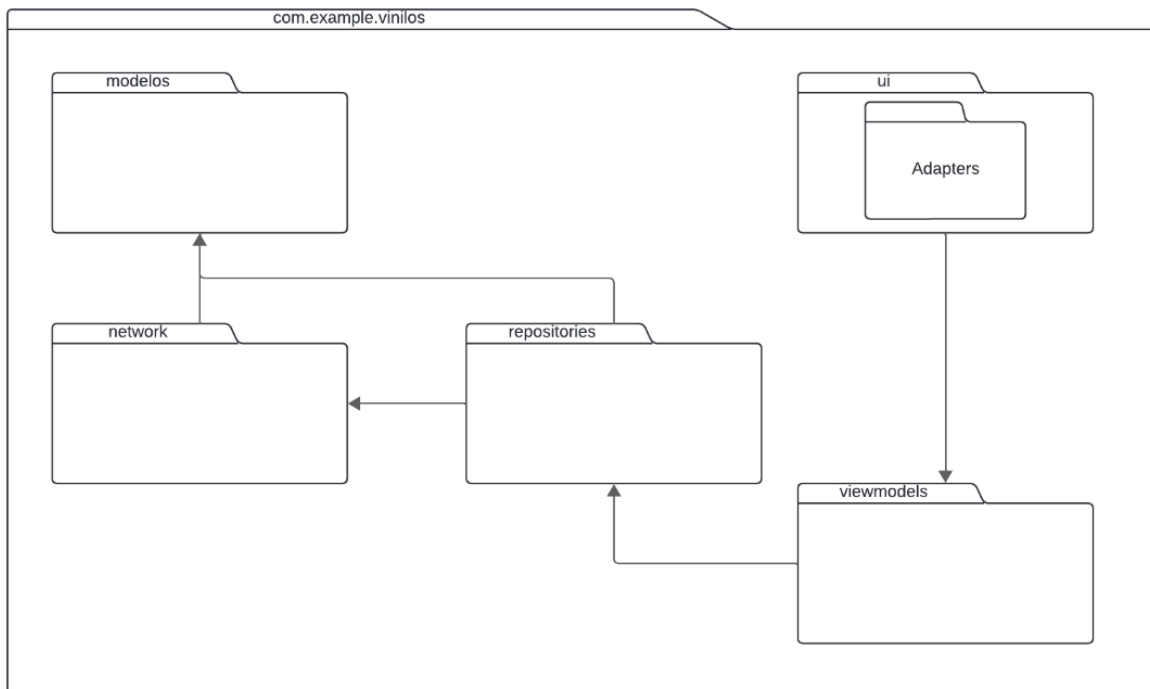 com.example.vinilos
modelos
ui
Adapters
network
repositories
viewmodels